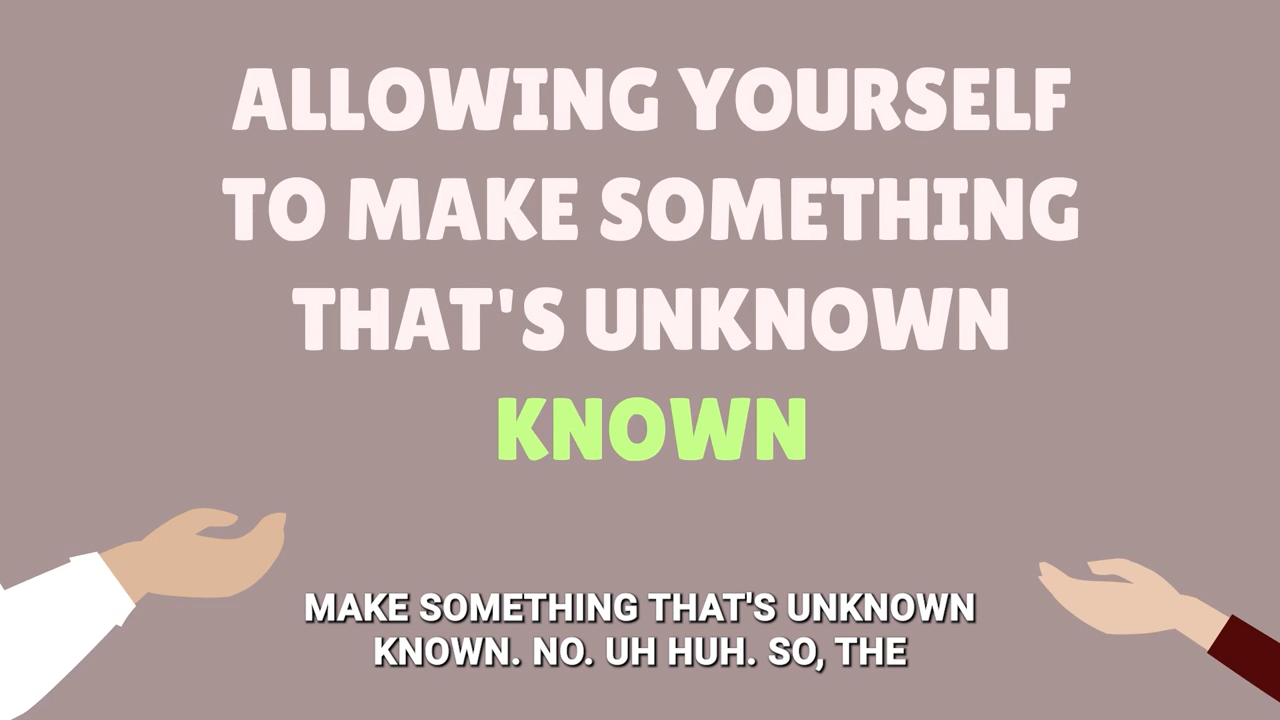 ALLOWING YOURSELF
TO MAKE SOMETHING
THAT'S UNKNOWN
KNOWN
MAKE SOMETHING THAT'S UNKNOWN
KNOWN. NO. UH HUH. SO, THE